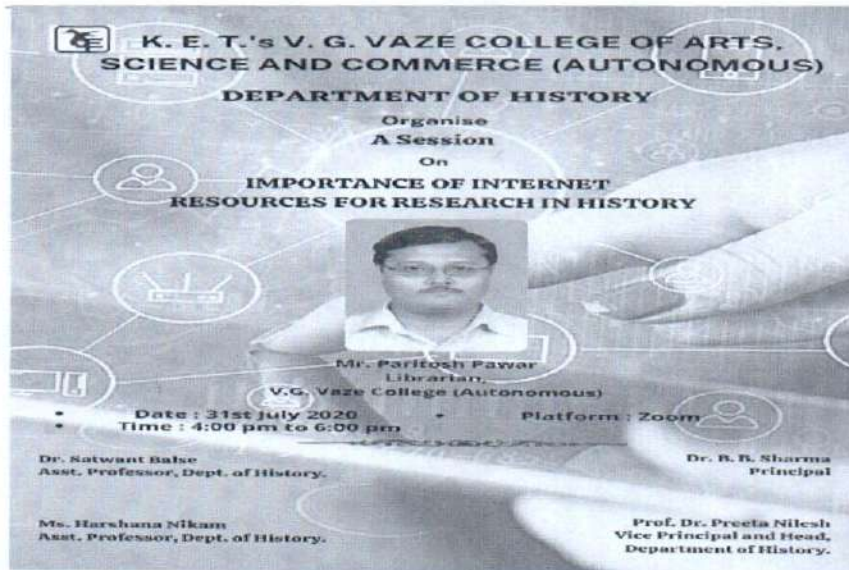 K. E. T.'s V. G. VAZE COLLEGE OF ARTS,
SCIENCE AND COMMERCE (AUTONOMOUS)
DEPARTMENT OF HISTORY
Organise
A Session
On
IMPORTANCE OF INTERNET
RESOURCES FOR RESEARCH IN HISTORY
Mr. Paritosh Pawar
Librarian,
V.G. Vaze College (Autonomous)
• Date : 31st July 2020 • Platform : Zoom
• Time : 4:00 pm to 6:00 pm
Dr. Satwant Balse
Asst. Professor, Dept. of History.
Dr. B. B. Sharma
Principal
Ms. Harshana Nikam
Asst. Professor, Dept. of History.
Prof. Dr. Preeta Nilesh
Vice Principal and Head,
Department of History.